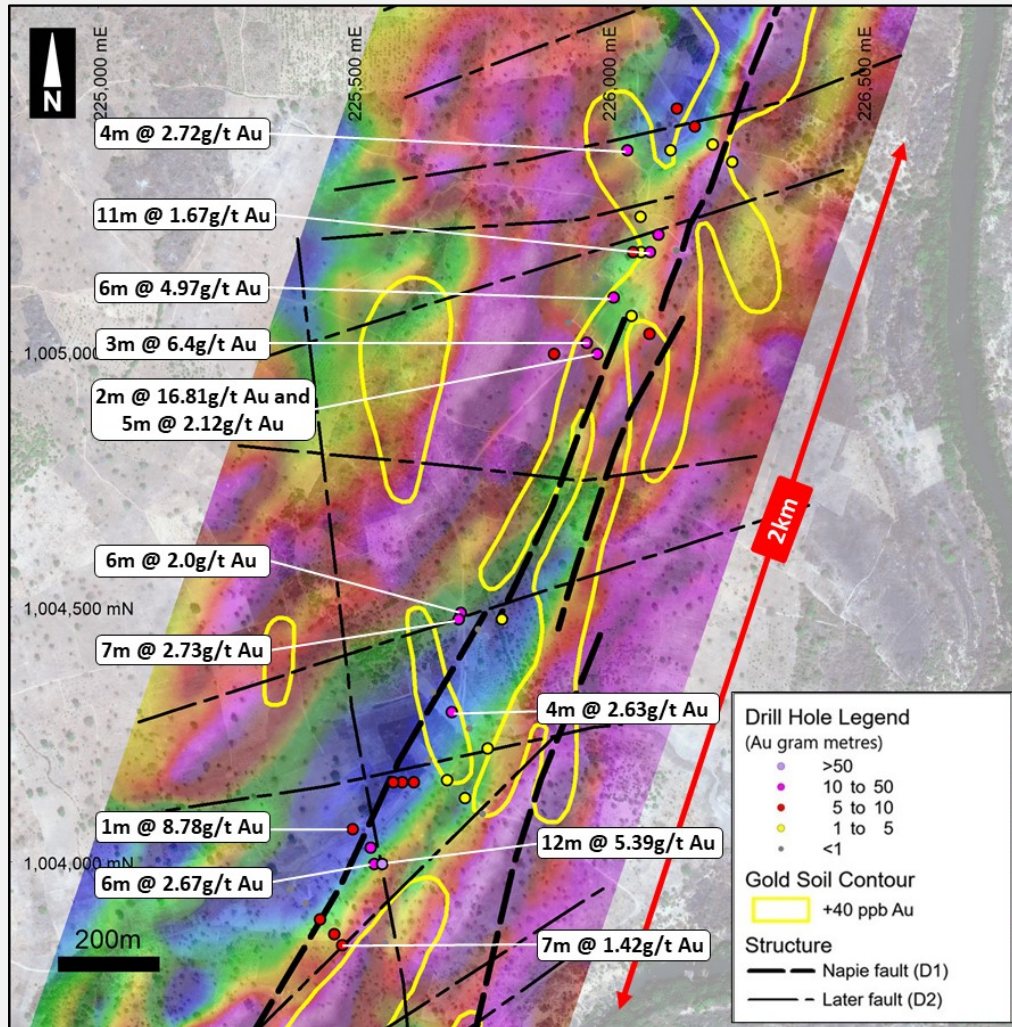 N
225,000 mE
225,500 mE
226,000 mE
226,500 mE
4m @ 2.72g/t Au
11m @ 1.67g/t Au
6m @ 4.97g/t Au
3m @ 6.4g/t Au
1,005,000
2m @ 16.81g/t Au and
5m @ 2.12g/t Au
2km
6m @ 2.0g/t Au
1,004,500 mN
7m @ 2.73g/t Au
4m @ 2.63g/t Au
1m @ 8.78g/t Au
12m @ 5.39g/t Au
1,004,000 mN
6m @ 2.67g/t Au
7m @ 1.42g/t Au
200m
Drill Hole Legend
(Au gram metres)
>50
10 to 50
5 to 10
1 to 5
<1
Gold Soil Contour
+40 ppb Au
Structure
Napie fault (D1)
Later fault (D2)